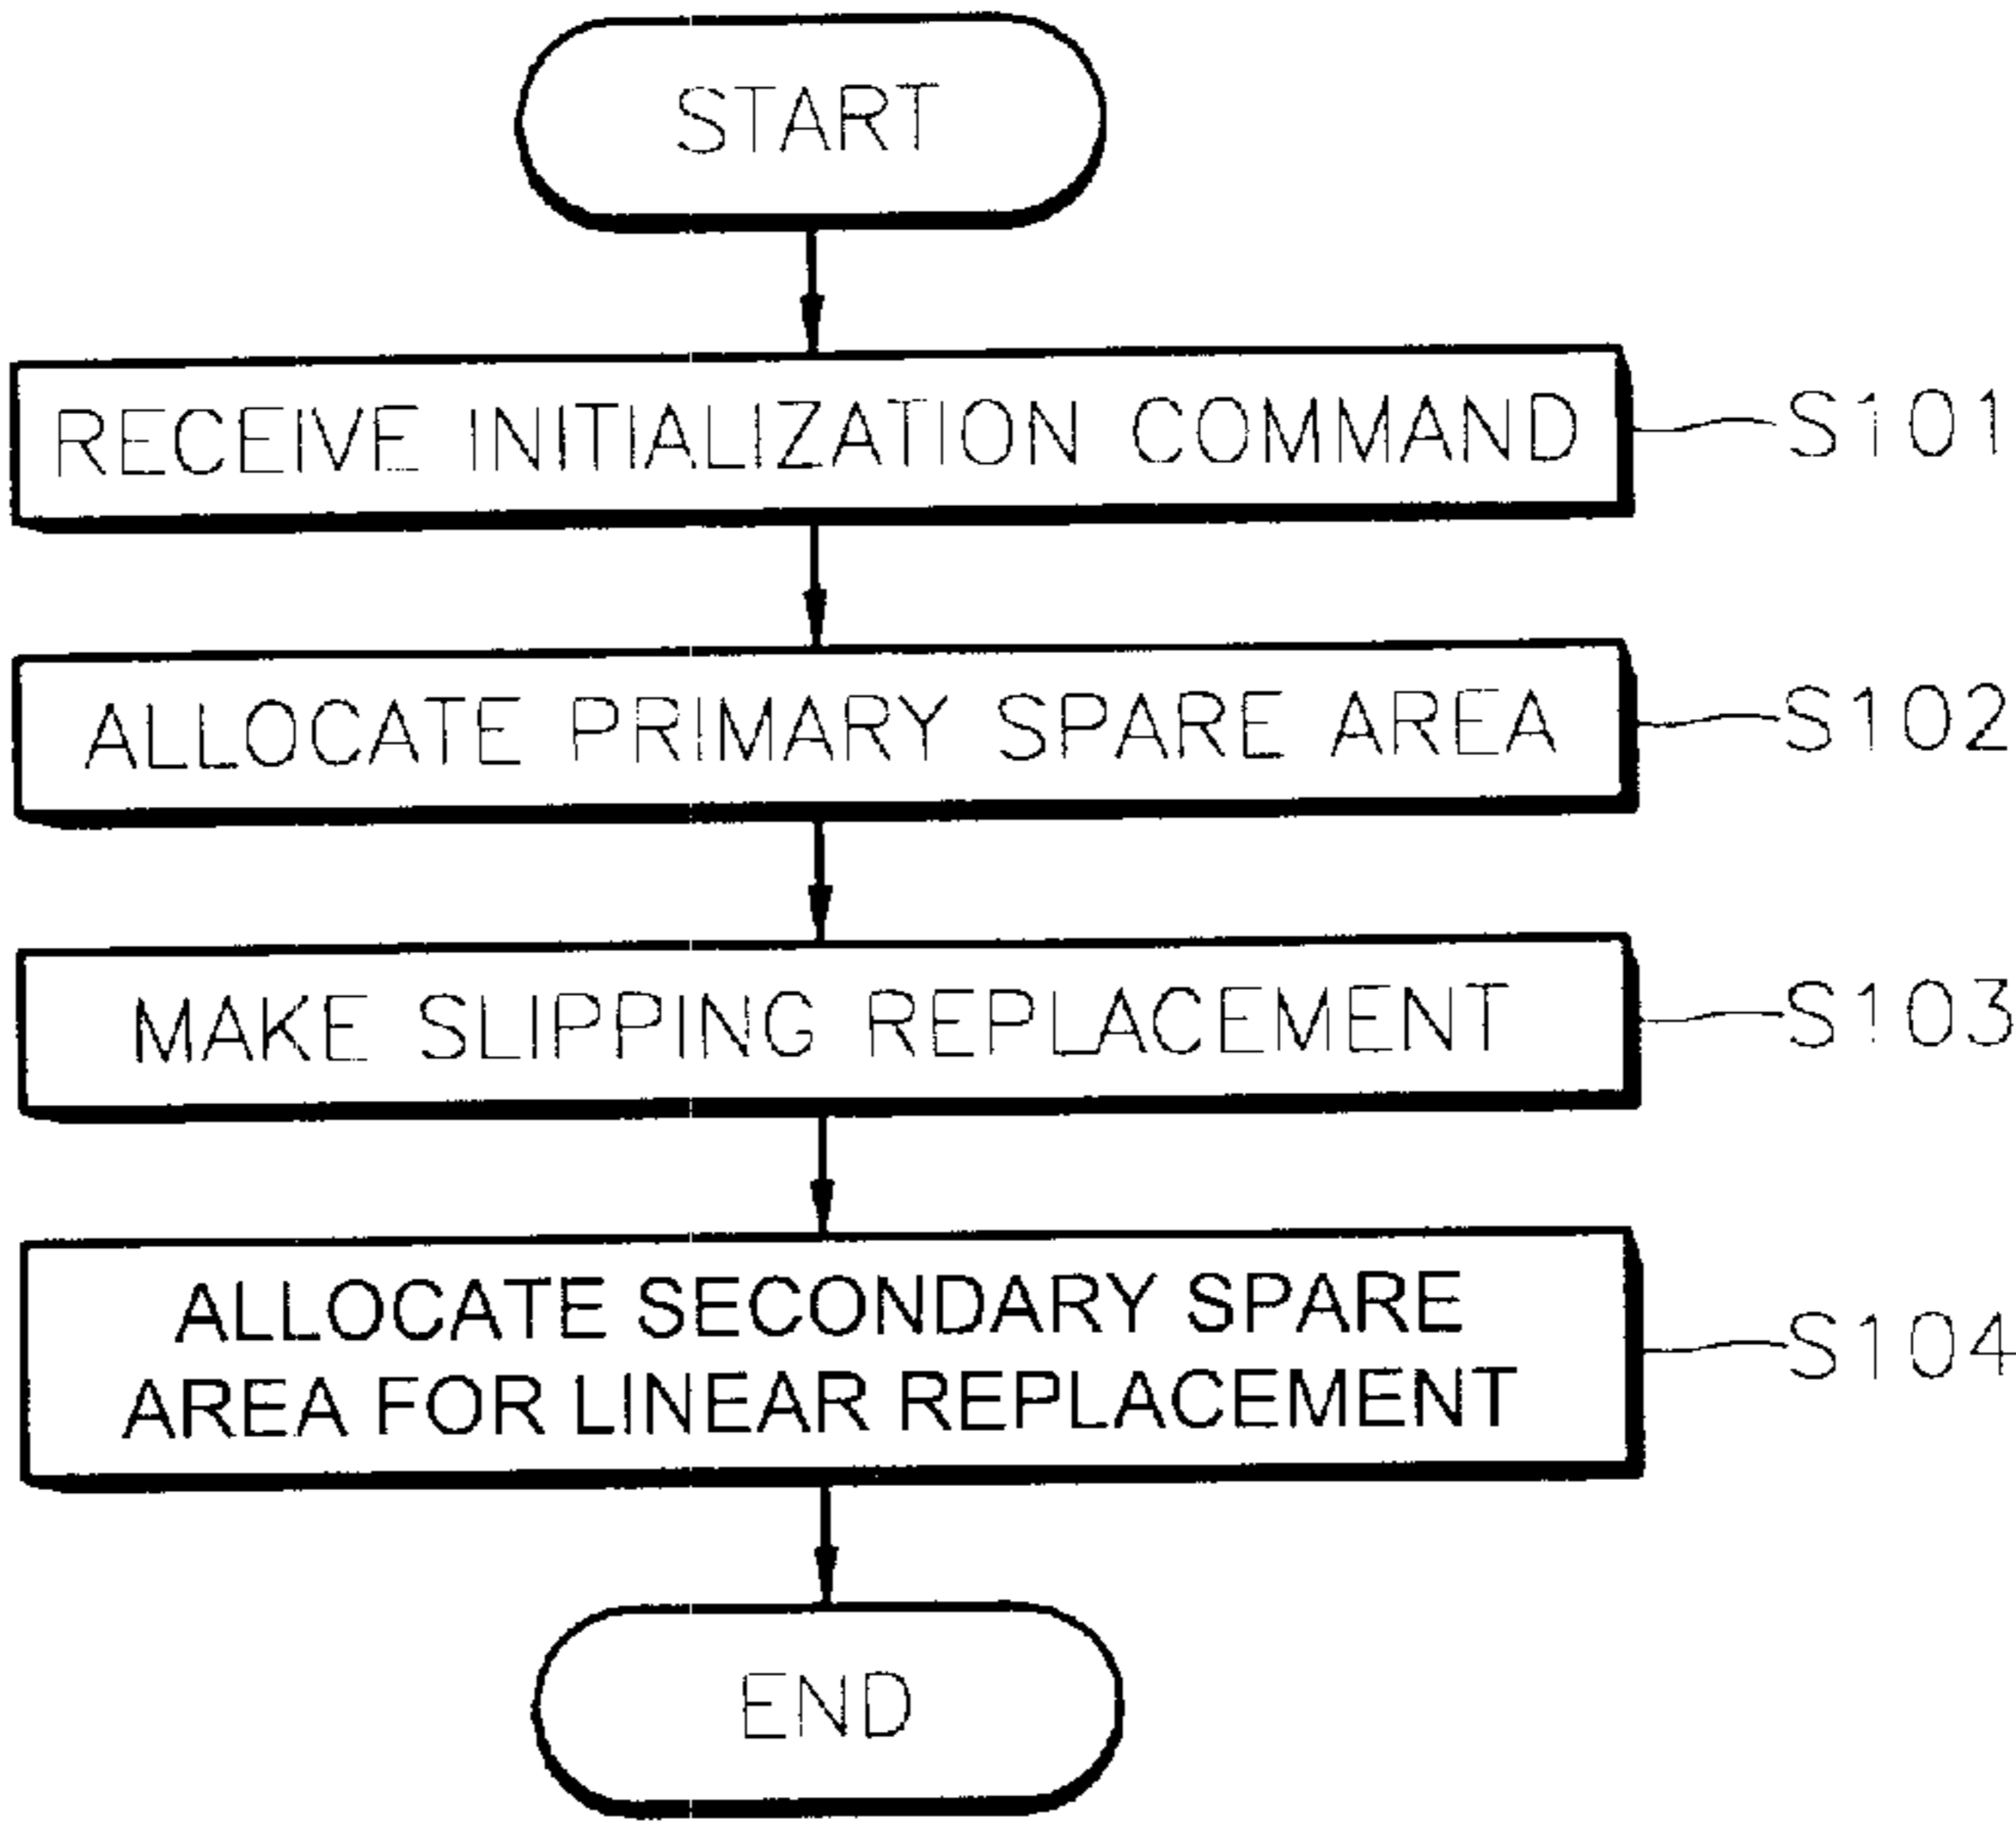 START
RECEIVE INITIALIZATION COMMAND
S101
ALLOCATE PRIMARY SPARE AREA
S102
MAKE SLIPPING REPLACEMENT
S103
ALLOCATE SECONDARY SPARE
AREA FOR LINEAR REPLACEMENT
S104
END